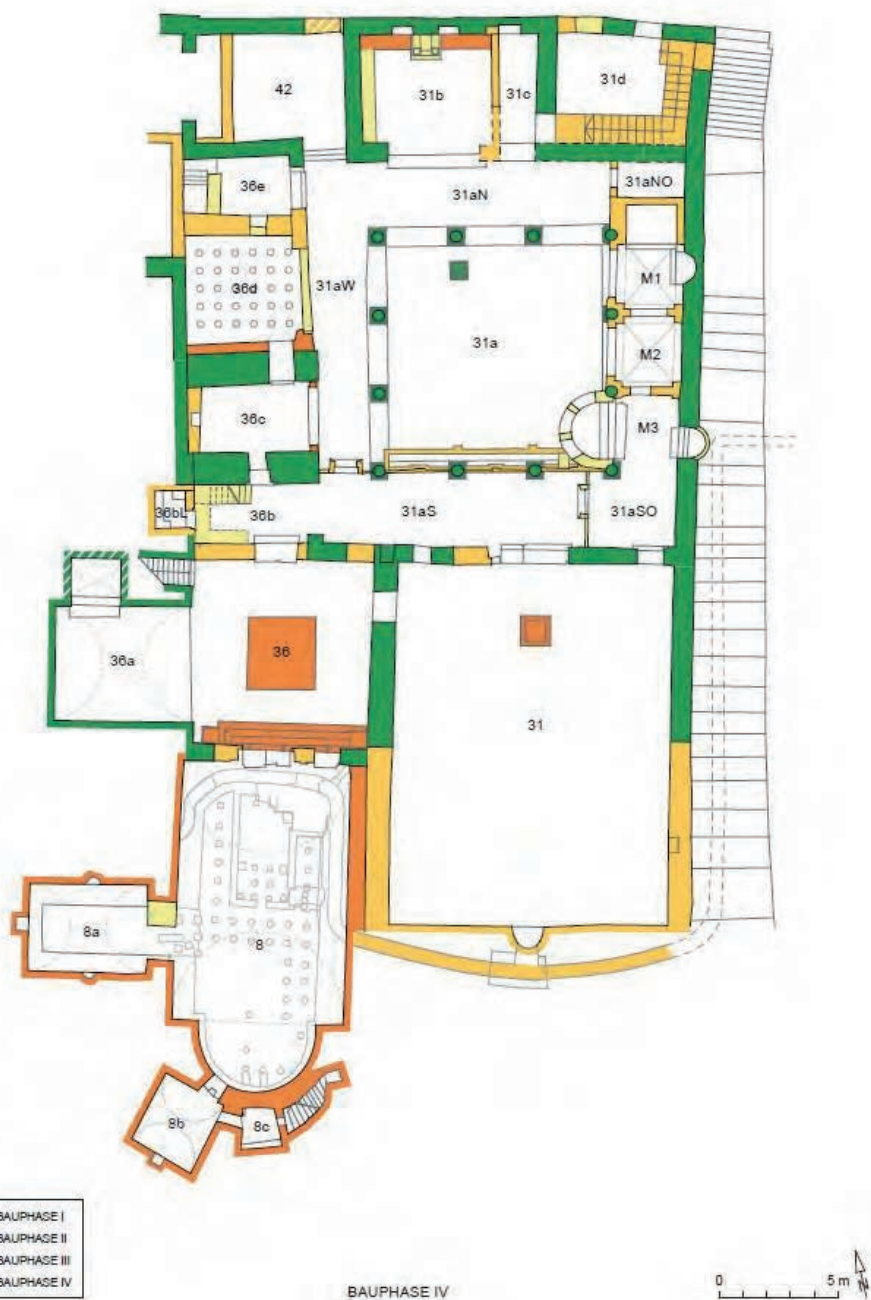 42
31b
31c
31d
36e
31aN
31aNO
36d
31aW
M1
31a
M2
36c
M3
36bL
36b
31aS
31aSO
36a
36
31
8a
8
8b
8c
BAUPHASE I
BAUPHASE II
BAUPHASE III
BAUPHASE IV
BAUPHASE IV
0 5 m
N